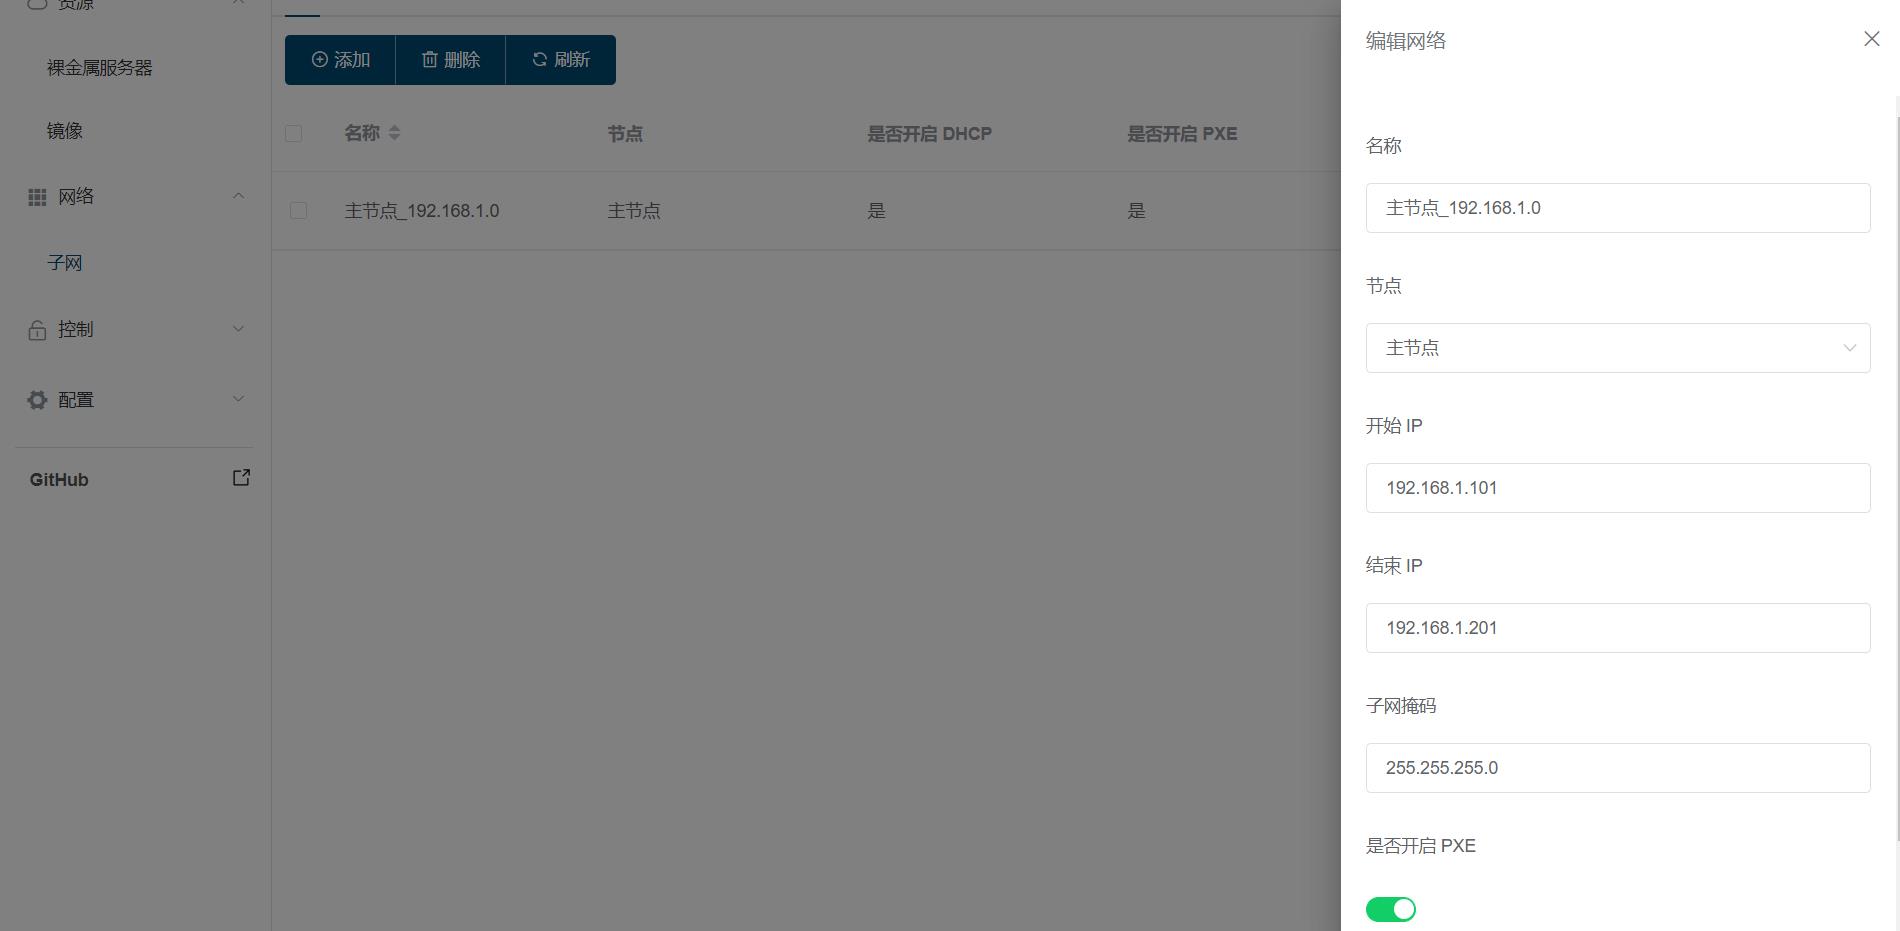 资源
裸金属服务器
镜像
网络
子网
控制
配置
GitHub
添加
删除
刷新
名称
节点
是否开启 DHCP
是否开启 PXE
主节点_192.168.1.0
主节点
是
是
编辑网络
名称
主节点_192.168.1.0
节点
主节点
开始 IP
192.168.1.101
结束 IP
192.168.1.201
子网掩码
255.255.255.0
是否开启 PXE